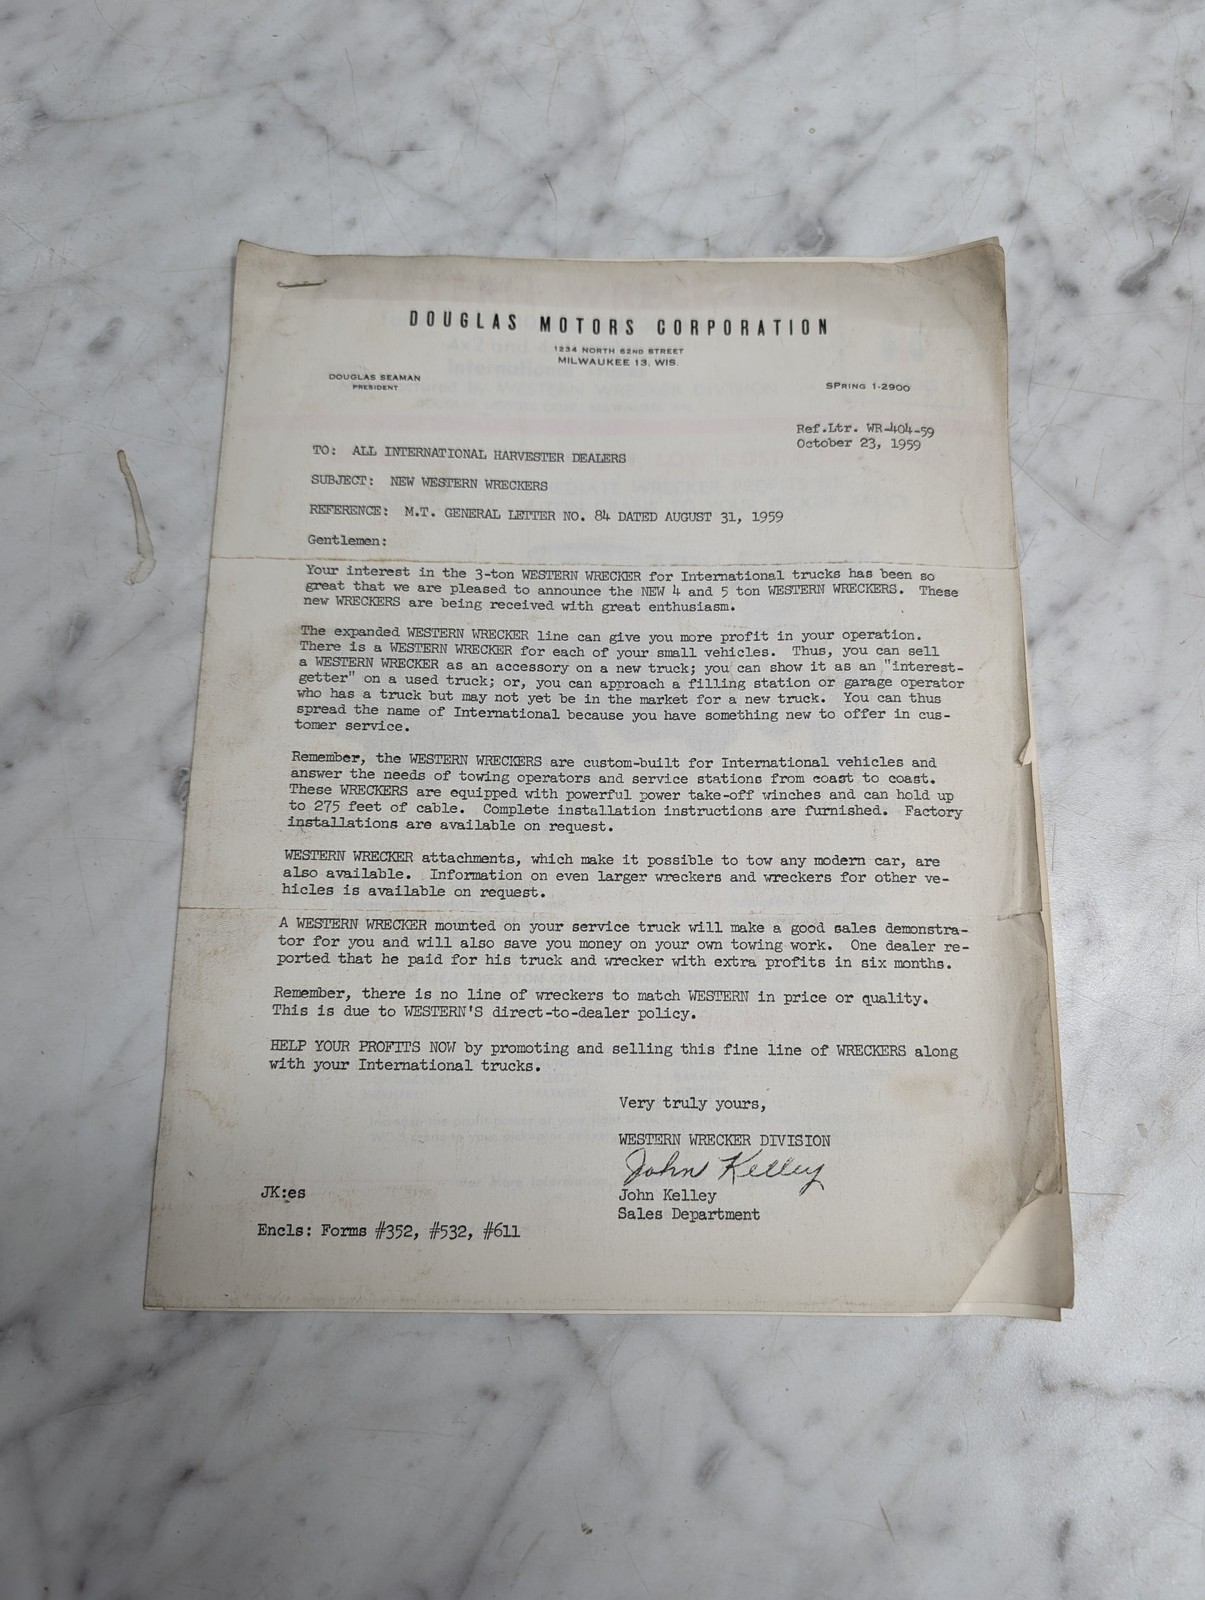 DOUGLAS MOTORS CORPORATION
1234 NORTH 62ND STREET
MILWAUKEE 13, WIS.
DOUGLAS SEAMAN
PRESIDENT
SPRING 1-2900
Ref.Ltr. WR-404-59
October 23, 1959
TO: ALL INTERNATIONAL HARVESTER DEALERS
SUBJECT: NEW WESTERN WRECKERS
REFERENCE: M.T. GENERAL LETTER NO. 84 DATED AUGUST 31, 1959
Gentlemen:
Your interest in the 3-ton WESTERN WRECKER for International trucks has been so
great that we are pleased to announce the NEW 4 and 5 ton WESTERN WRECKERS. These
new WRECKERS are being received with great enthusiasm.
The expanded WESTERN WRECKER line can give you more profit in your operation.
There is a WESTERN WRECKER for each of your small vehicles. Thus, you can sell
a WESTERN WRECKER as an accessory on a new truck; you can show it as an "interest-
getter" on a used truck; or, you can approach a filling station or garage operator
who has a truck but may not yet be in the market for a new truck. You can thus
spread the name of International because you have something new to offer in cus-
tomer service.
Remember, the WESTERN WRECKERS are custom-built for International vehicles and
answer the needs of towing operators and service stations from coast to coast.
These WRECKERS are equipped with powerful power take-off winches and can hold up
to 275 feet of cable. Complete installation instructions are furnished. Factory
installations are available on request.
WESTERN WRECKER attachments, which make it possible to tow any modern car, are
also available. Information on even larger wreckers and wreckers for other ve-
hicles is available on request.
A WESTERN WRECKER mounted on your service truck will make a good sales demonstra-
tor for you and will also save you money on your own towing work. One dealer re-
ported that he paid for his truck and wrecker with extra profits in six months.
Remember, there is no line of wreckers to match WESTERN in price or quality.
This is due to WESTERN'S direct-to-dealer policy.
HELP YOUR PROFITS NOW by promoting and selling this fine line of WRECKERS along
with your International trucks.
Very truly yours,
WESTERN WRECKER DIVISION
John Kelley
John Kelley
Sales Department
JK:es
Encls: Forms #352, #532, #611